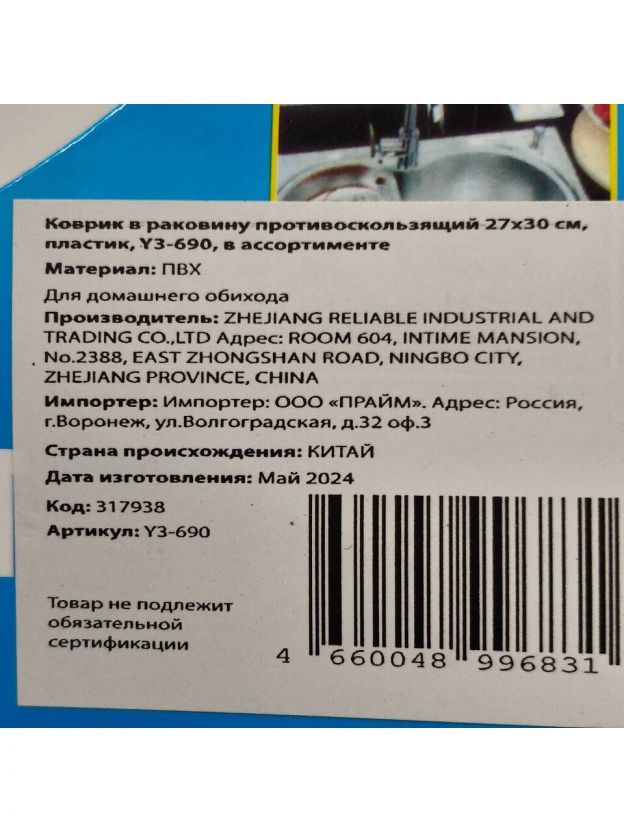 Коврик в раковину противоскользящий 27х30 см,
пластик, Y3-690, в ассортименте
Материал: ПВХ
Для домашнего обихода
Производитель: ZHEJIANG RELIABLE INDUSTRIAL AND
TRADING CO.,LTD Адрес: ROOM 604, INTIME MANSION,
No.2388, EAST ZHONGSHAN ROAD, NINGBO CITY,
ZHEJIANG PROVINCE, CHINA
Импортер: Импортер: ООО «ПРАЙМ». Адрес: Россия,
г.Воронеж, ул.Волгоградская, д.32 оф.3
Страна происхождения: КИТАЙ
Дата изготовления: Май 2024
Код: 317938
Артикул: Y3-690
Товар не подлежит
обязательной
сертификации
4 660048 996831